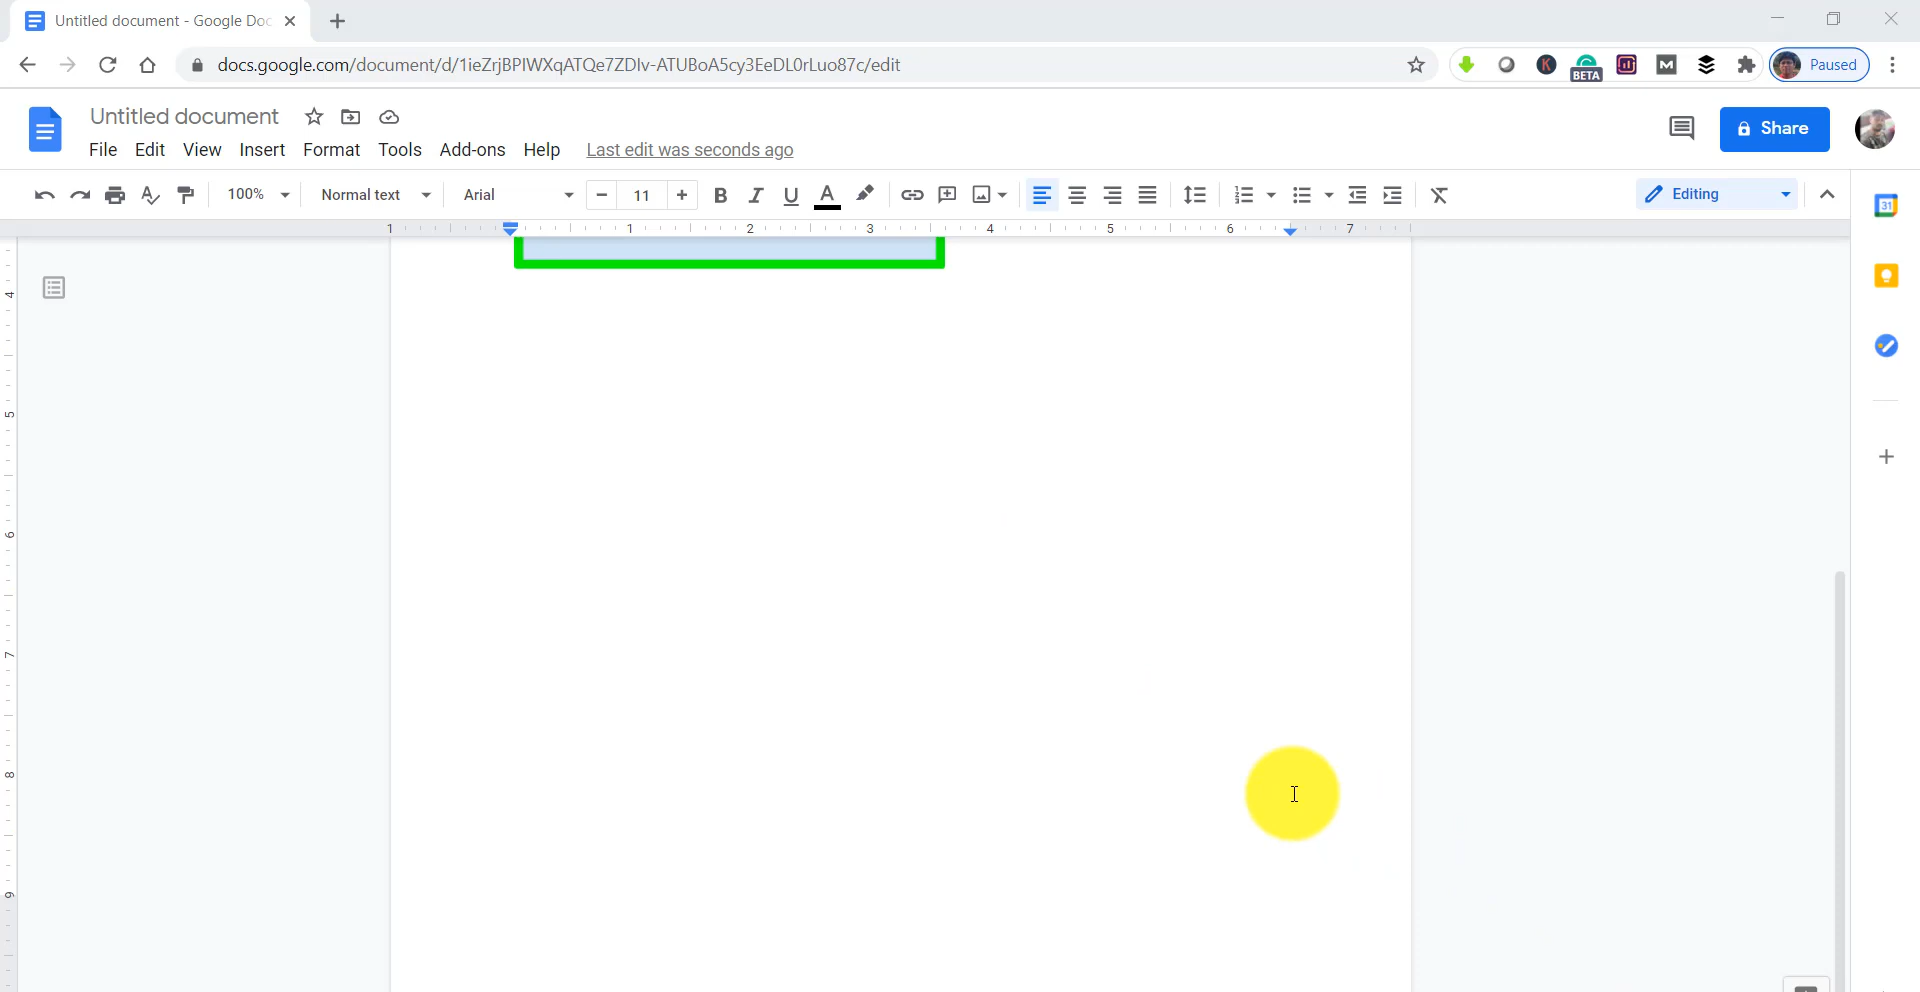 Untitled document - Google Doc
docs.google.com/document/d/1ieZrjBPIWXqATQe7ZDIv-ATUBoA5cy3EeDL0rLuo87c/edit
BETA
Paused
Untitled document
Share
File Edit View Insert Format Tools Add-ons Help Last edit was seconds ago
100% Normal text Arial 11 B I U A Editing
1 1 2 3 4 5 6 7
31
4
5
6
7
8
9